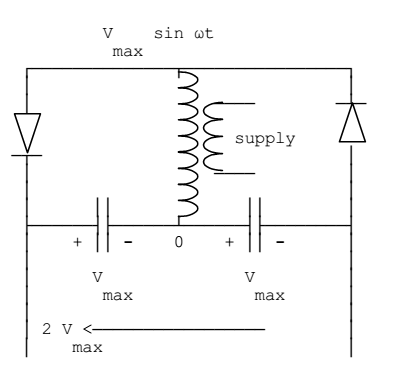 V sin ωt
max
supply
+ - 0 + -
V V
max max
2 V
max